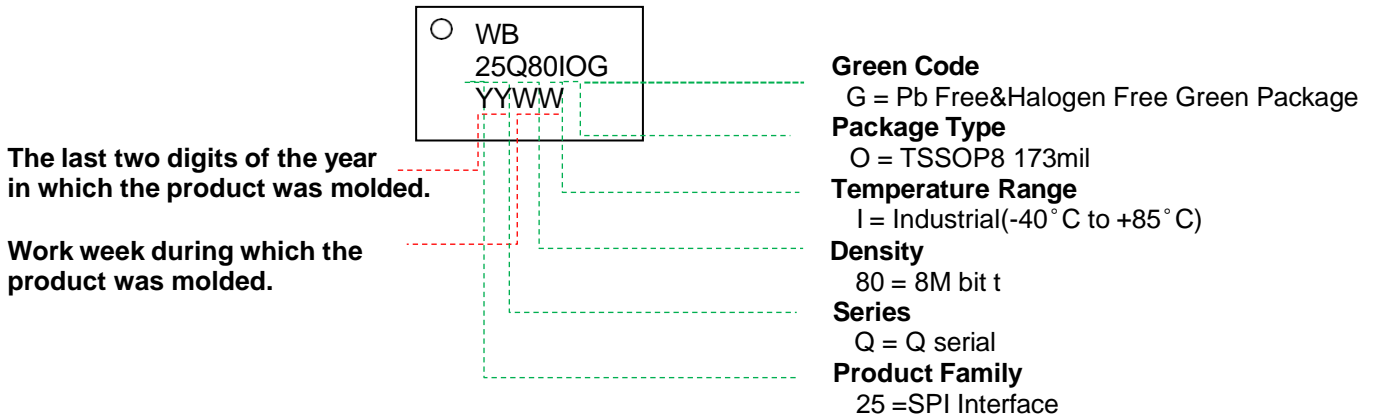 WB
25Q80IOG
YYWW
The last two digits of the year
in which the product was molded.
Work week during which the
product was molded.
Green Code
G = Pb Free&Halogen Free Green Package
Package Type
O = TSSOP8 173mil
Temperature Range
I = Industrial(-40°C to +85°C)
Density
80 = 8M bit t
Series
Q = Q serial
Product Family
25 =SPI Interface